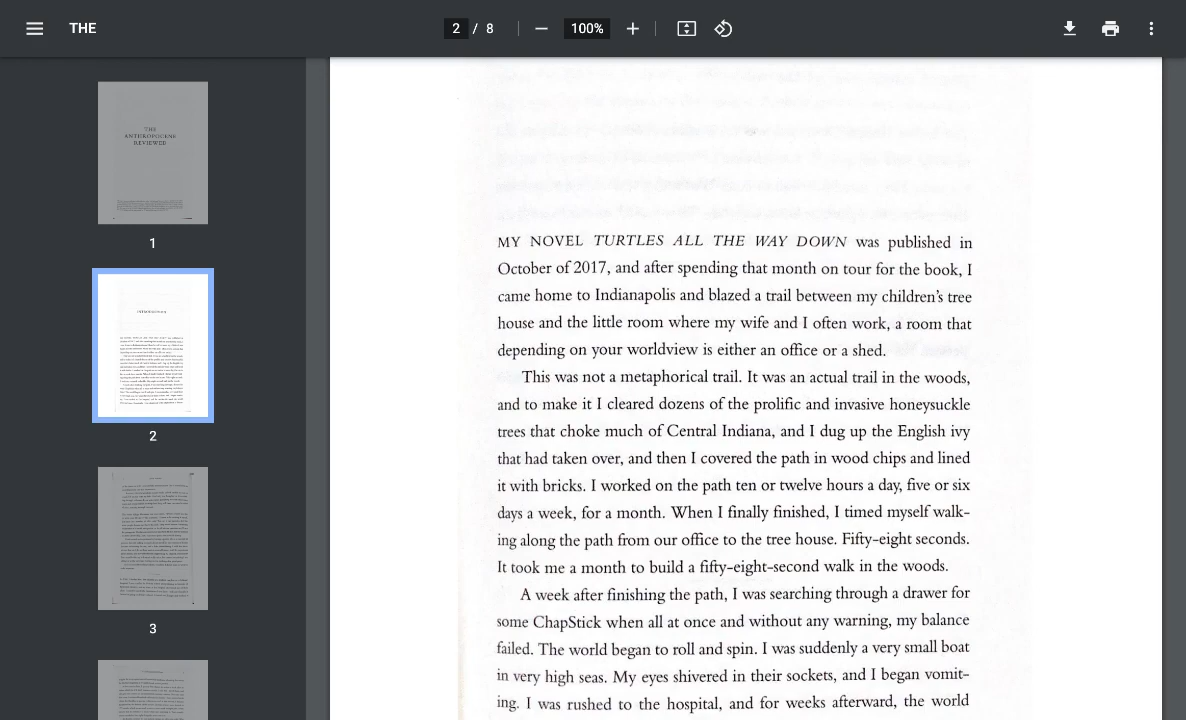 THE
2 / 8
100%
THE
ANTHROPOCENE
REVIEWED
1
INTRODUCTION
2
3
MY NOVEL TURTLES ALL THE WAY DOWN was published in
October of 2017, and after spending that month on tour for the book, I
came home to Indianapolis and blazed a trail between my children's tree
house and the little room where my wife and I often work, a room that
depending on your worldview is either an office or a shed.
This was not a metaphorical trail. It was an actual trail in the woods,
and to make it I cleared dozens of the prolific and invasive honeysuckle
trees that choke much of Central Indiana, and I dug up the English ivy
that had taken over, and then I covered the path in wood chips and lined
it with bricks. I worked on the path ten or twelve hours a day, five or six
days a week, for a month. When I finally finished, I timed myself walk-
ing along the path from our office to the tree house. Fifty-eight seconds.
It took me a month to build a fifty-eight-second walk in the woods.
A week after finishing the path, I was searching through a drawer for
some ChapStick when all at once and without any warning, my balance
failed. The world began to roll and spin. I was suddenly a very small boat
in very high seas. My eyes shivered in their sockets, and I began vomit-
ing. I was rushed to the hospital, and for weeks afterward, the world